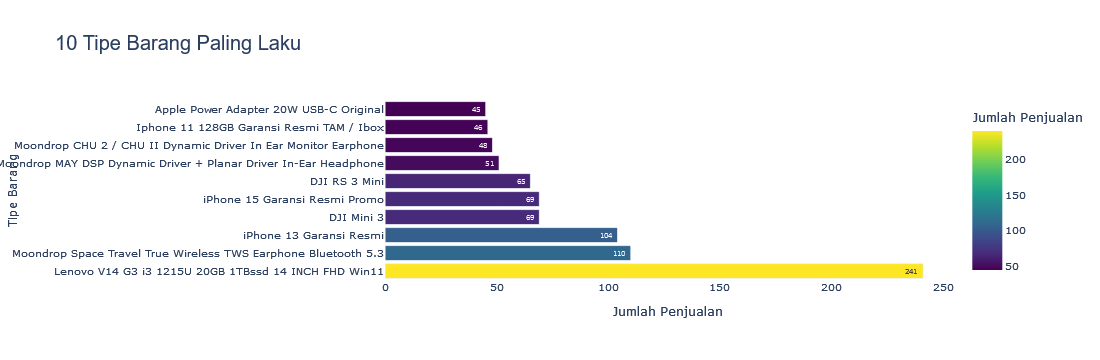 10 Tipe Barang Paling Laku
Jumlah Penjualan
Tipe Barang
Apple Power Adapter 20W USB-C Original 45
Iphone 11 128GB Garansi Resmi TAM / Ibox 46
Moondrop CHU 2 / CHU II Dynamic Driver In Ear Monitor Earphone 48
Moondrop MAY DSP Dynamic Driver + Planar Driver In-Ear Headphone 51
DJI RS 3 Mini 65
iPhone 15 Garansi Resmi Promo 69
DJI Mini 3 69
iPhone 13 Garansi Resmi 104
Moondrop Space Travel True Wireless TWS Earphone Bluetooth 5.3 110
Lenovo V14 G3 i3 1215U 20GB 1TBssd 14 INCH FHD Win11 241
0 50 100 150 200 250
Jumlah Penjualan
200
150
100
50